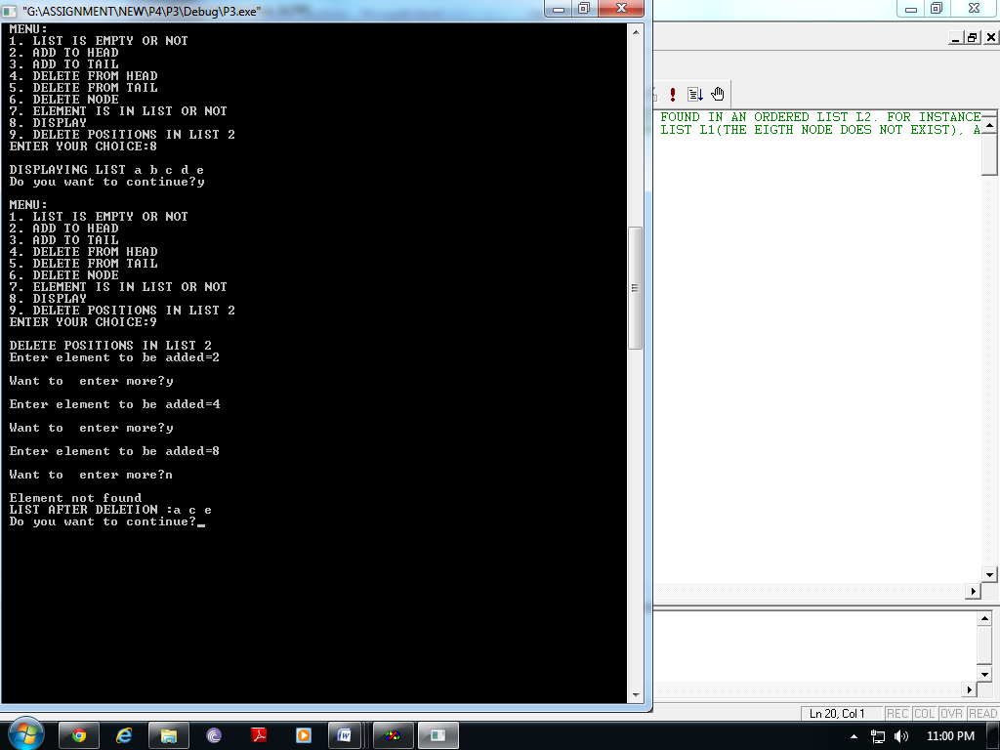 "G:\ASSIGNMENT\NEW\P4\P3\Debug\P3.exe"
MENU:
1. LIST IS EMPTY OR NOT
2. ADD TO HEAD
3. ADD TO TAIL
4. DELETE FROM HEAD
5. DELETE FROM TAIL
6. DELETE NODE
7. ELEMENT IS IN LIST OR NOT
8. DISPLAY
9. DELETE POSITIONS IN LIST 2
ENTER YOUR CHOICE:8
DISPLAYING LIST a b c d e
Do you want to continue?y
MENU:
1. LIST IS EMPTY OR NOT
2. ADD TO HEAD
3. ADD TO TAIL
4. DELETE FROM HEAD
5. DELETE FROM TAIL
6. DELETE NODE
7. ELEMENT IS IN LIST OR NOT
8. DISPLAY
9. DELETE POSITIONS IN LIST 2
ENTER YOUR CHOICE:9
DELETE POSITIONS IN LIST 2
Enter element to be added=2
Want to  enter more?y
Enter element to be added=4
Want to  enter more?y
Enter element to be added=8
Want to  enter more?n
Element not found
LIST AFTER DELETION :a c e
Do you want to continue?_
FOUND IN AN ORDERED LIST L2. FOR INSTANCE
LIST L1(THE EIGTH NODE DOES NOT EXIST), A
Ln 20, Col 1 REC COL OVR READ
11:00 PM